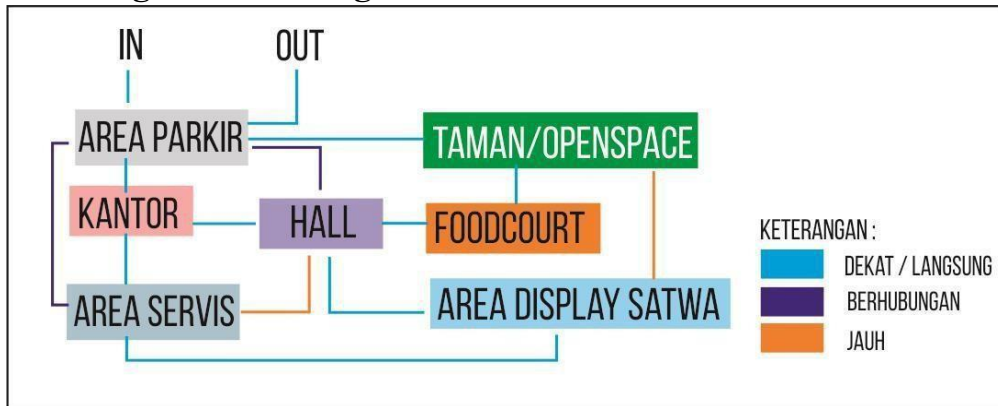 IN
OUT
AREA PARKIR
TAMAN/OPENSPACE
KANTOR
HALL
FOODCOURT
AREA SERVIS
AREA DISPLAY SATWA
KETERANGAN :
DEKAT / LANGSUNG
BERHUBUNGAN
JAUH